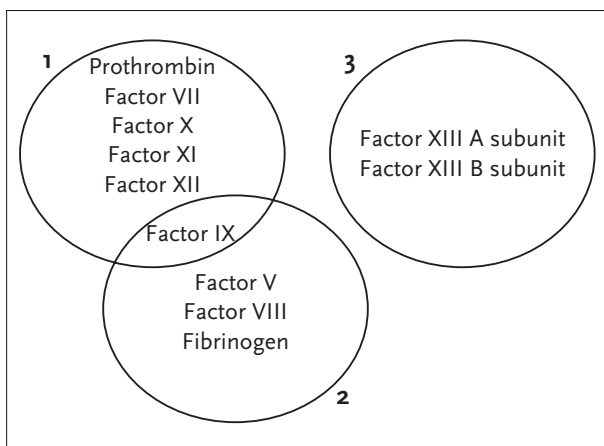 1
Prothrombin
Factor VII
Factor X
Factor XI
Factor XII
Factor IX
Factor V
Factor VIII
Fibrinogen
2
3
Factor XIII A subunit
Factor XIII B subunit